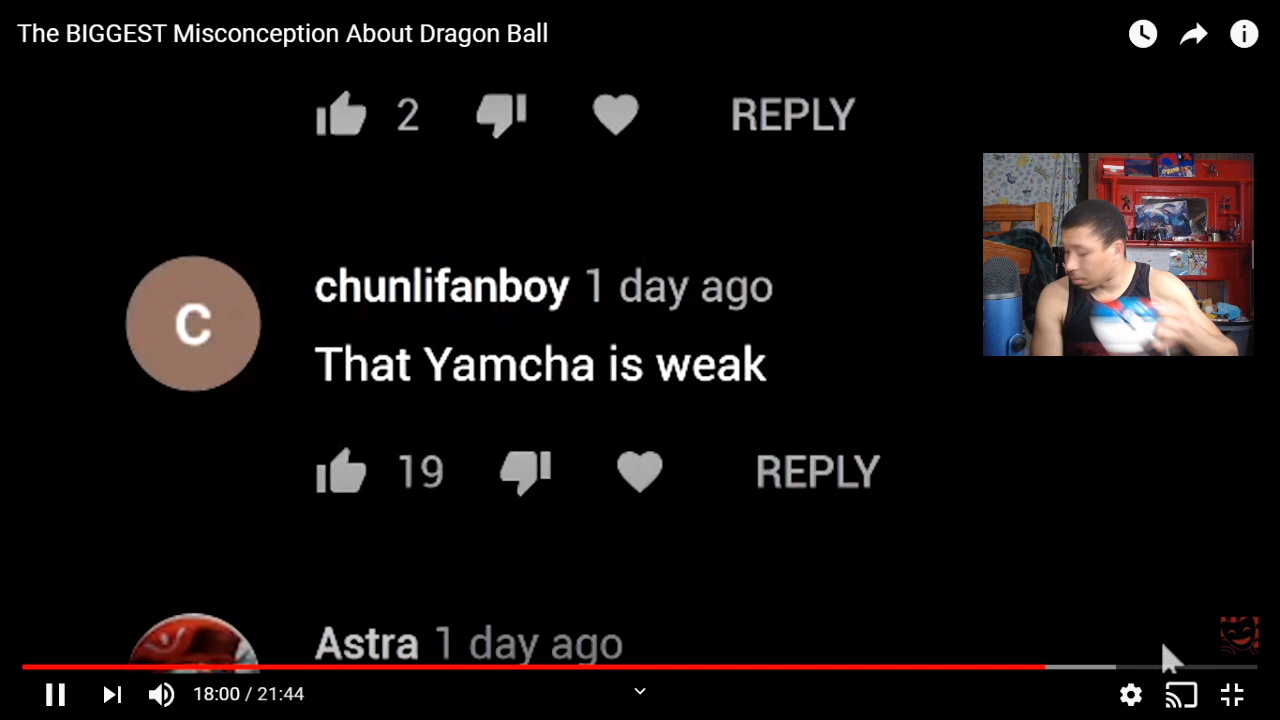 The BIGGEST Misconception About Dragon Ball
2 REPLY
C
chunlifanboy 1 day ago
That Yamcha is weak
19 REPLY
Astra 1 day ago
18:00 / 21:44